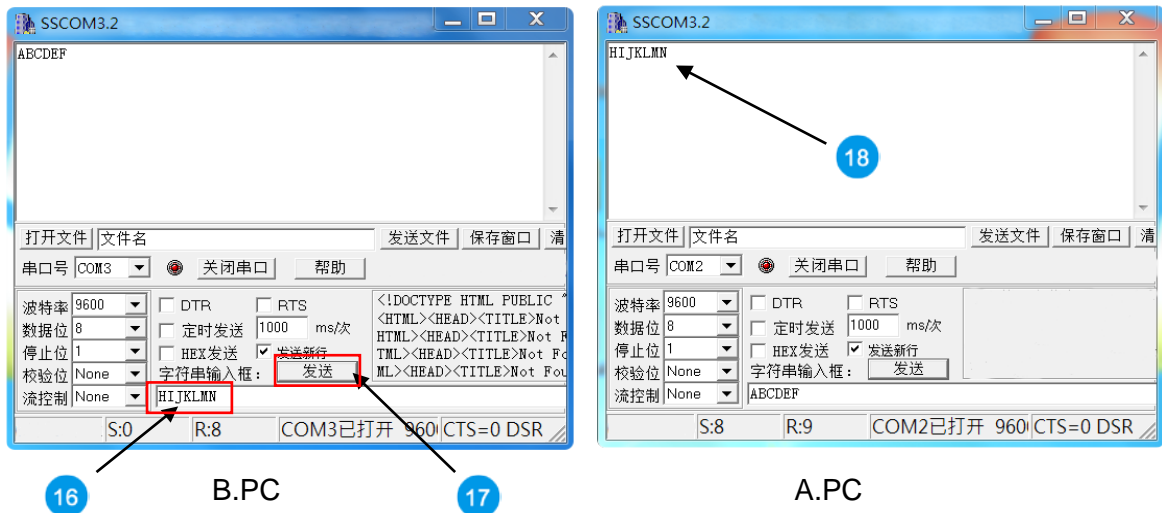 SSCOM3.2
ABCDEF
打开文件 文件名 发送文件 保存窗口 清
串口号 COM3 关闭串口 帮助
波特率 9600 DTR RTS
数据位 8 定时发送 1000 ms/次
停止位 1 HEX发送 发送新行
校验位 None 字符串输入框: 发送
流控制 None HIJKLMN
<!DOCTYPE HTML PUBLIC "
<HTML><HEAD><TITLE>Not
HTML><HEAD><TITLE>Not F
TML><HEAD><TITLE>Not Fo
ML><HEAD><TITLE>Not Fou
S:0 R:8 COM3已打开 960 CTS=0 DSR
16 B.PC 17
SSCOM3.2
HIJKLMN
18
打开文件 文件名 发送文件 保存窗口 清
串口号 COM2 关闭串口 帮助
波特率 9600 DTR RTS
数据位 8 定时发送 1000 ms/次
停止位 1 HEX发送 发送新行
校验位 None 字符串输入框: 发送
流控制 None ABCDEF
S:8 R:9 COM2已打开 960 CTS=0 DSR
A.PC